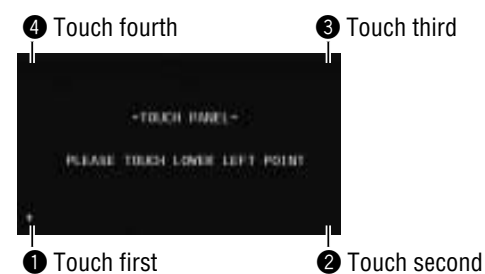 ❹ Touch fourth ❸ Touch third
-TOUCH PANEL-
PLEASE TOUCH LOWER LEFT POINT
+
❶ Touch first ❷ Touch second